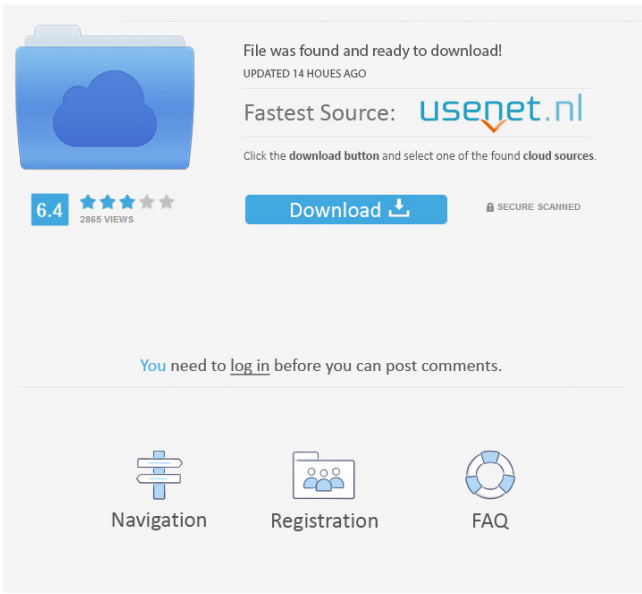 File was found and ready to download!
UPDATED 14 HOUES AGO
Fastest Source: usenet.nl
Click the download button and select one of the found cloud sources.
6.4
2865 VIEWS
Download
SECURE SCANNED
You need to log in before you can post comments.
Navigation
Registration
FAQ